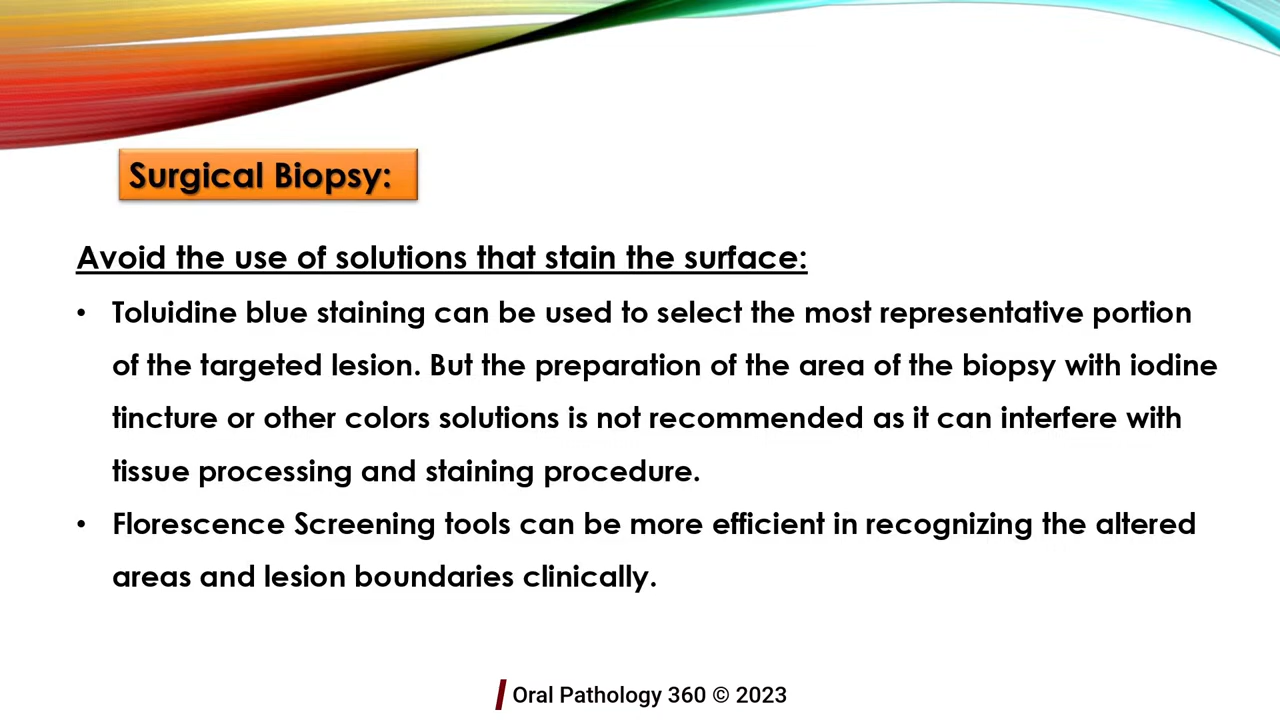 Surgical Biopsy:
Avoid the use of solutions that stain the surface:
• Toluidine blue staining can be used to select the most representative portion
of the targeted lesion. But the preparation of the area of the biopsy with iodine
tincture or other colors solutions is not recommended as it can interfere with
tissue processing and staining procedure.
• Florescence Screening tools can be more efficient in recognizing the altered
areas and lesion boundaries clinically.
Oral Pathology 360 © 2023